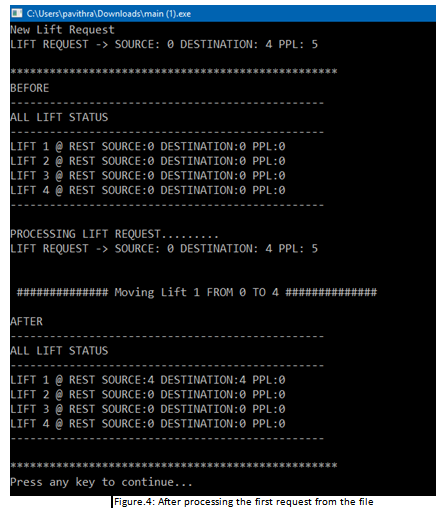 C:\Users\pavithra\Downloads\main (1).exe
New Lift Request
LIFT REQUEST -> SOURCE: 0 DESTINATION: 4 PPL: 5
**************************************************
BEFORE
------------------------------------------------
ALL LIFT STATUS
------------------------------------------------
LIFT 1 @ REST SOURCE:0 DESTINATION:0 PPL:0
LIFT 2 @ REST SOURCE:0 DESTINATION:0 PPL:0
LIFT 3 @ REST SOURCE:0 DESTINATION:0 PPL:0
LIFT 4 @ REST SOURCE:0 DESTINATION:0 PPL:0
------------------------------------------------
PROCESSING LIFT REQUEST.........
LIFT REQUEST -> SOURCE: 0 DESTINATION: 4 PPL: 5
############## Moving Lift 1 FROM 0 TO 4 ##############
AFTER
------------------------------------------------
ALL LIFT STATUS
------------------------------------------------
LIFT 1 @ REST SOURCE:4 DESTINATION:4 PPL:0
LIFT 2 @ REST SOURCE:0 DESTINATION:0 PPL:0
LIFT 3 @ REST SOURCE:0 DESTINATION:0 PPL:0
LIFT 4 @ REST SOURCE:0 DESTINATION:0 PPL:0
------------------------------------------------
**************************************************
Press any key to continue...
Figure.4: After processing the first request from the file